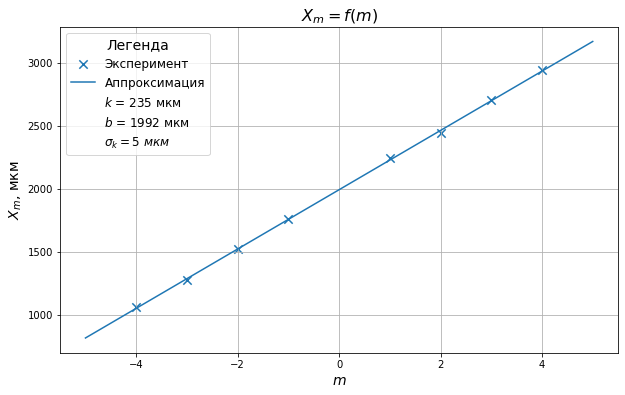 X_m = f(m)
Легенда
Эксперимент
Аппроксимация
k = 235 мкм
b = 1992 мкм
σ_k = 5 мкм
X_m, мкм
3000
2500
2000
1500
1000
−4
−2
0
2
4
m